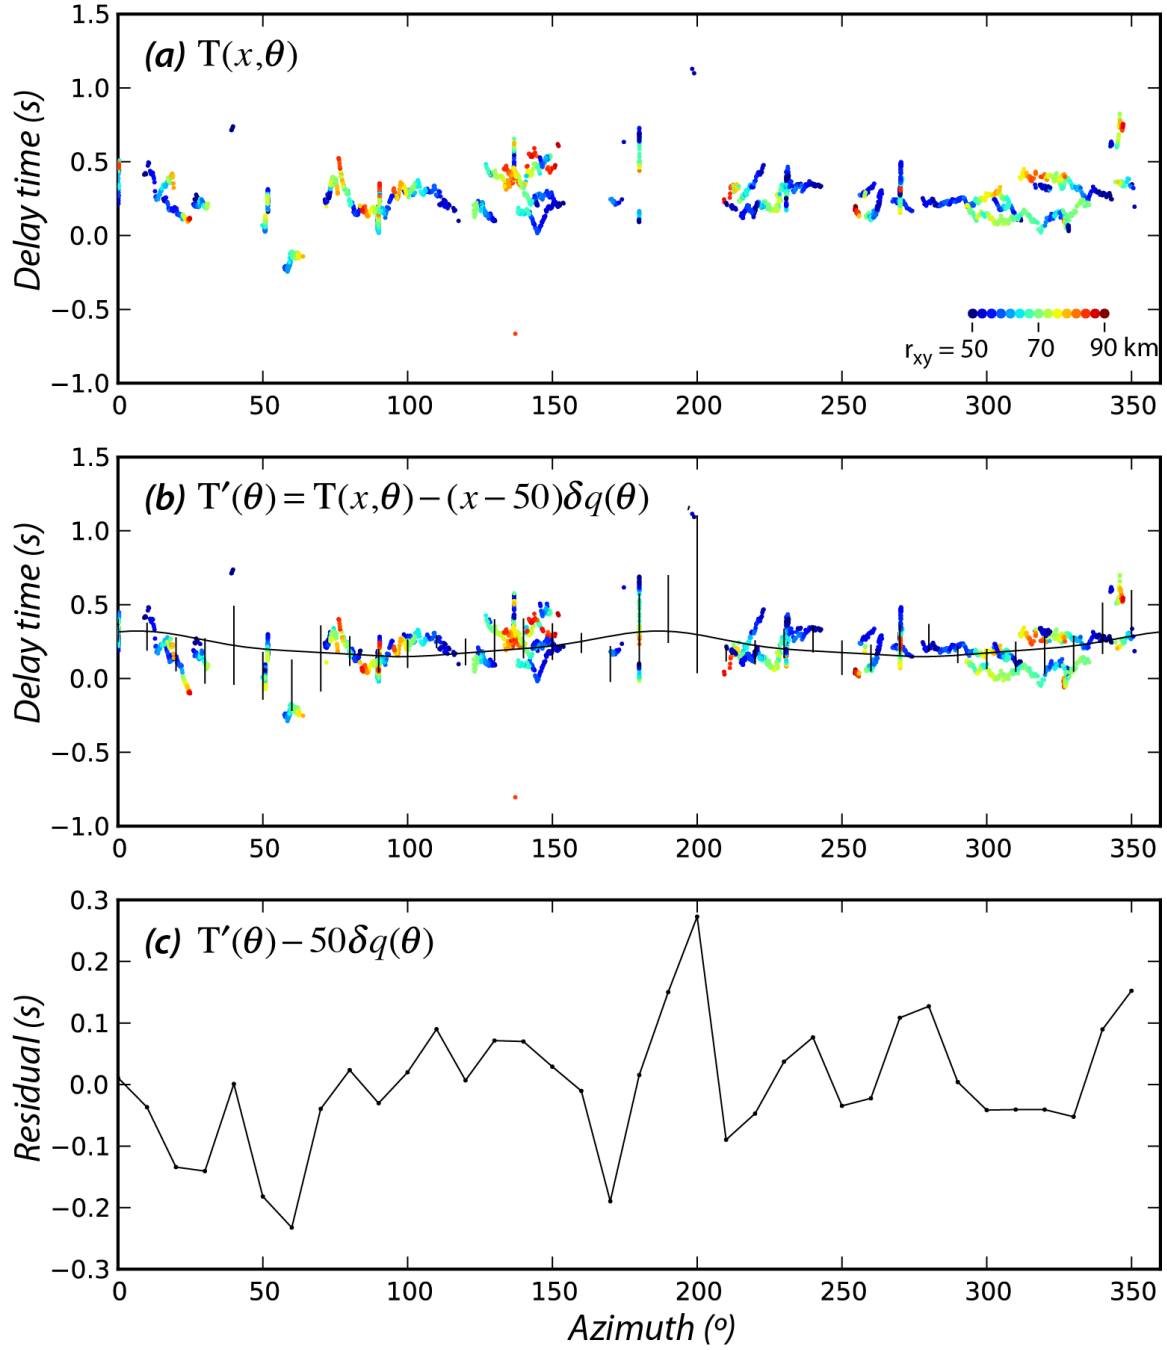 1.5
1.0
0.5
0.0
−0.5
−1.0
Delay time (s)
(a) T(x,θ)
r_xy = 50 70 90 km
0 50 100 150 200 250 300 350
1.5
1.0
0.5
0.0
−0.5
−1.0
Delay time (s)
(b) T′(θ) = T(x,θ) − (x − 50)δq(θ)
0 50 100 150 200 250 300 350
0.3
0.2
0.1
0.0
−0.1
−0.2
−0.3
Residual (s)
(c) T′(θ) − 50δq(θ)
0 50 100 150 200 250 300 350
Azimuth (º)